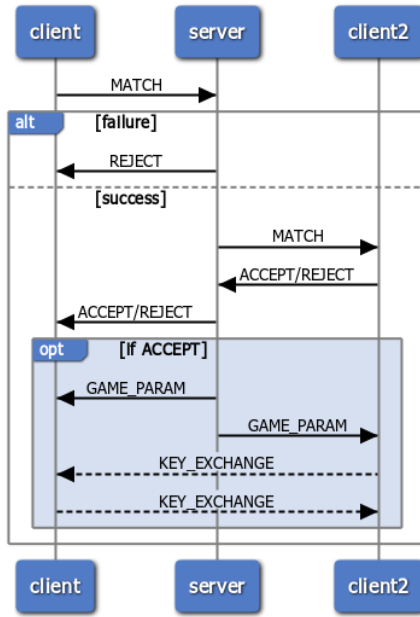 client server client2
MATCH
alt [failure]
REJECT
[success]
MATCH
ACCEPT/REJECT
ACCEPT/REJECT
opt [If ACCEPT]
GAME_PARAM
GAME_PARAM
KEY_EXCHANGE
KEY_EXCHANGE
client server client2